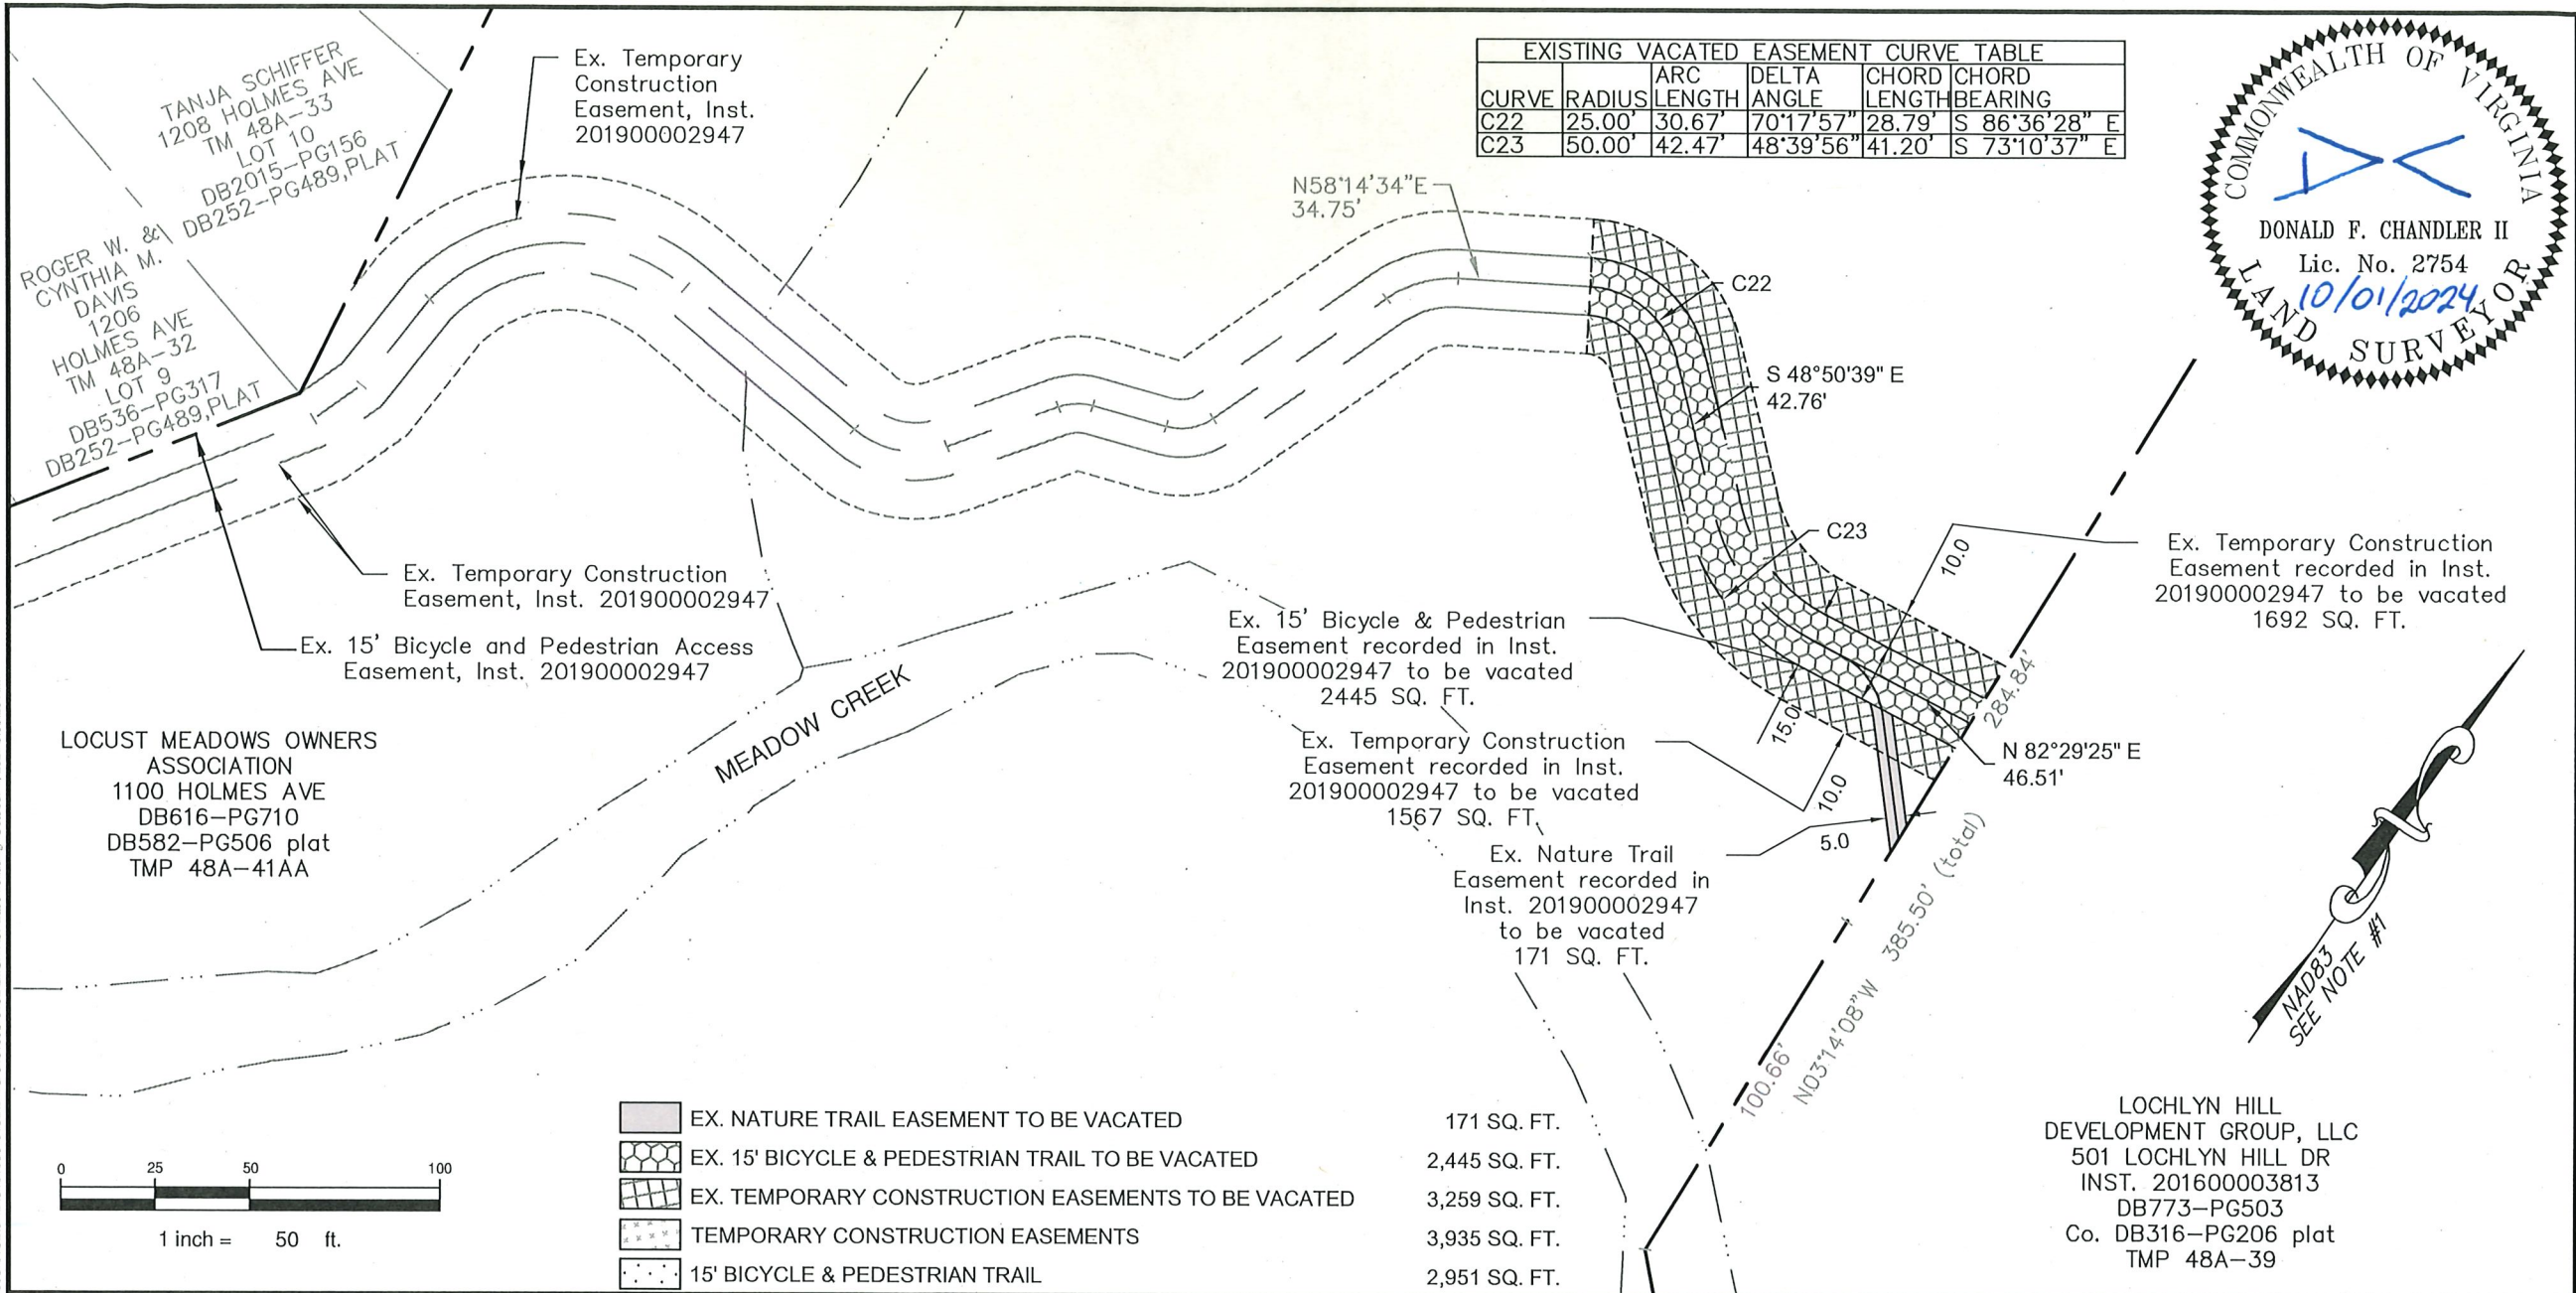 TANJA SCHIFFER
1208 HOLMES AVE
TM 48A-33
LOT 10
DB2015-PG156
DB252-PG489,PLAT
ROGER W. &
CYNTHIA M.
DAVIS
1206
HOLMES AVE
TM 48A-32
LOT 9
DB536-PG317
DB252-PG489,PLAT
Ex. Temporary
Construction
Easement, Inst.
201900002947
EXISTING VACATED EASEMENT CURVE TABLE
CURVE RADIUS ARC LENGTH DELTA ANGLE CHORD LENGTH CHORD BEARING
C22 25.00' 30.67' 70°17'57" 28.79' S 86°36'28" E
C23 50.00' 42.47' 48°39'56" 41.20' S 73°10'37" E
COMMONWEALTH OF VIRGINIA
DONALD F. CHANDLER II
Lic. No. 2754
10/01/2024
LAND SURVEYOR
N58°14'34"E
34.75'
C22
S 48°50'39" E
42.76'
C23
10.0
Ex. Temporary Construction
Easement recorded in Inst.
201900002947 to be vacated
1692 SQ. FT.
Ex. Temporary Construction
Easement, Inst. 201900002947
Ex. 15' Bicycle and Pedestrian Access
Easement, Inst. 201900002947
Ex. 15' Bicycle & Pedestrian
Easement recorded in Inst.
201900002947 to be vacated
2445 SQ. FT.
15.0
284.84'
N 82°29'25" E
46.51'
Ex. Temporary Construction
Easement recorded in Inst.
201900002947 to be vacated
1567 SQ. FT.
10.0
5.0
Ex. Nature Trail
Easement recorded in
Inst. 201900002947
to be vacated
171 SQ. FT.
MEADOW CREEK
LOCUST MEADOWS OWNERS
ASSOCIATION
1100 HOLMES AVE
DB616-PG710
DB582-PG506 plat
TMP 48A-41AA
100.66'
N03°14'08"W 385.50' (total)
NAD83
SEE NOTE #1
0 25 50 100
1 inch = 50 ft.
EX. NATURE TRAIL EASEMENT TO BE VACATED 171 SQ. FT.
EX. 15' BICYCLE & PEDESTRIAN TRAIL TO BE VACATED 2,445 SQ. FT.
EX. TEMPORARY CONSTRUCTION EASEMENTS TO BE VACATED 3,259 SQ. FT.
TEMPORARY CONSTRUCTION EASEMENTS 3,935 SQ. FT.
15' BICYCLE & PEDESTRIAN TRAIL 2,951 SQ. FT.
LOCHLYN HILL
DEVELOPMENT GROUP, LLC
501 LOCHLYN HILL DR
INST. 201600003813
DB773-PG503
Co. DB316-PG206 plat
TMP 48A-39